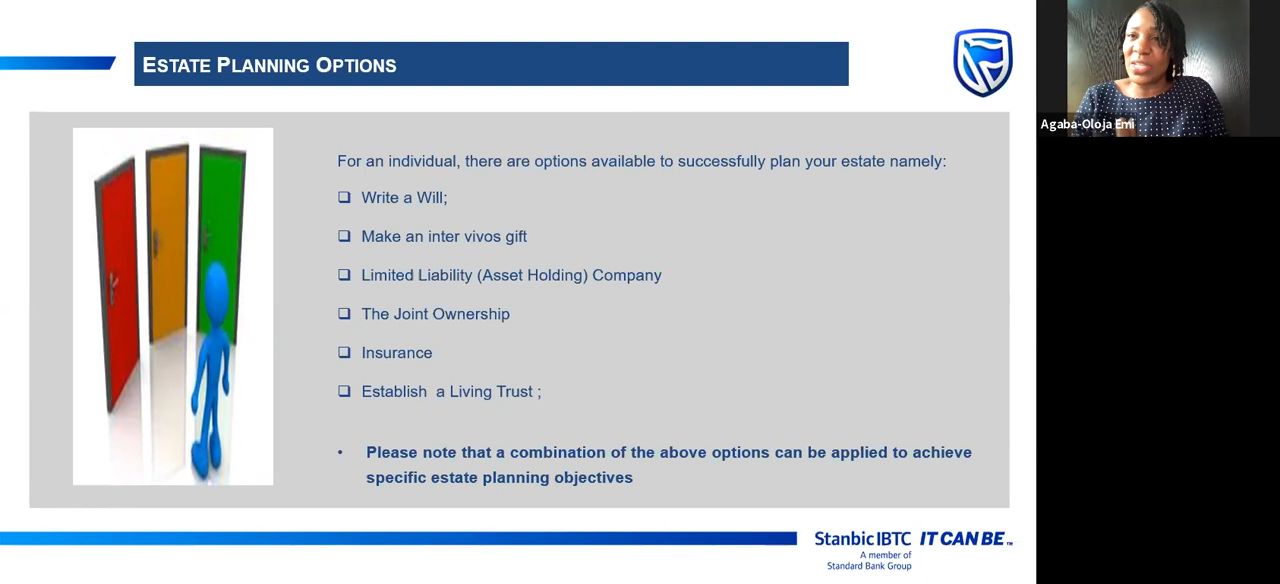 ESTATE PLANNING OPTIONS
Agaba-Oloja Emi
For an individual, there are options available to successfully plan your estate namely:
❑ Write a Will;
❑ Make an inter vivos gift
❑ Limited Liability (Asset Holding) Company
❑ The Joint Ownership
❑ Insurance
❑ Establish a Living Trust ;
• Please note that a combination of the above options can be applied to achieve
specific estate planning objectives
Stanbic IBTC IT CAN BE™
A member of
Standard Bank Group